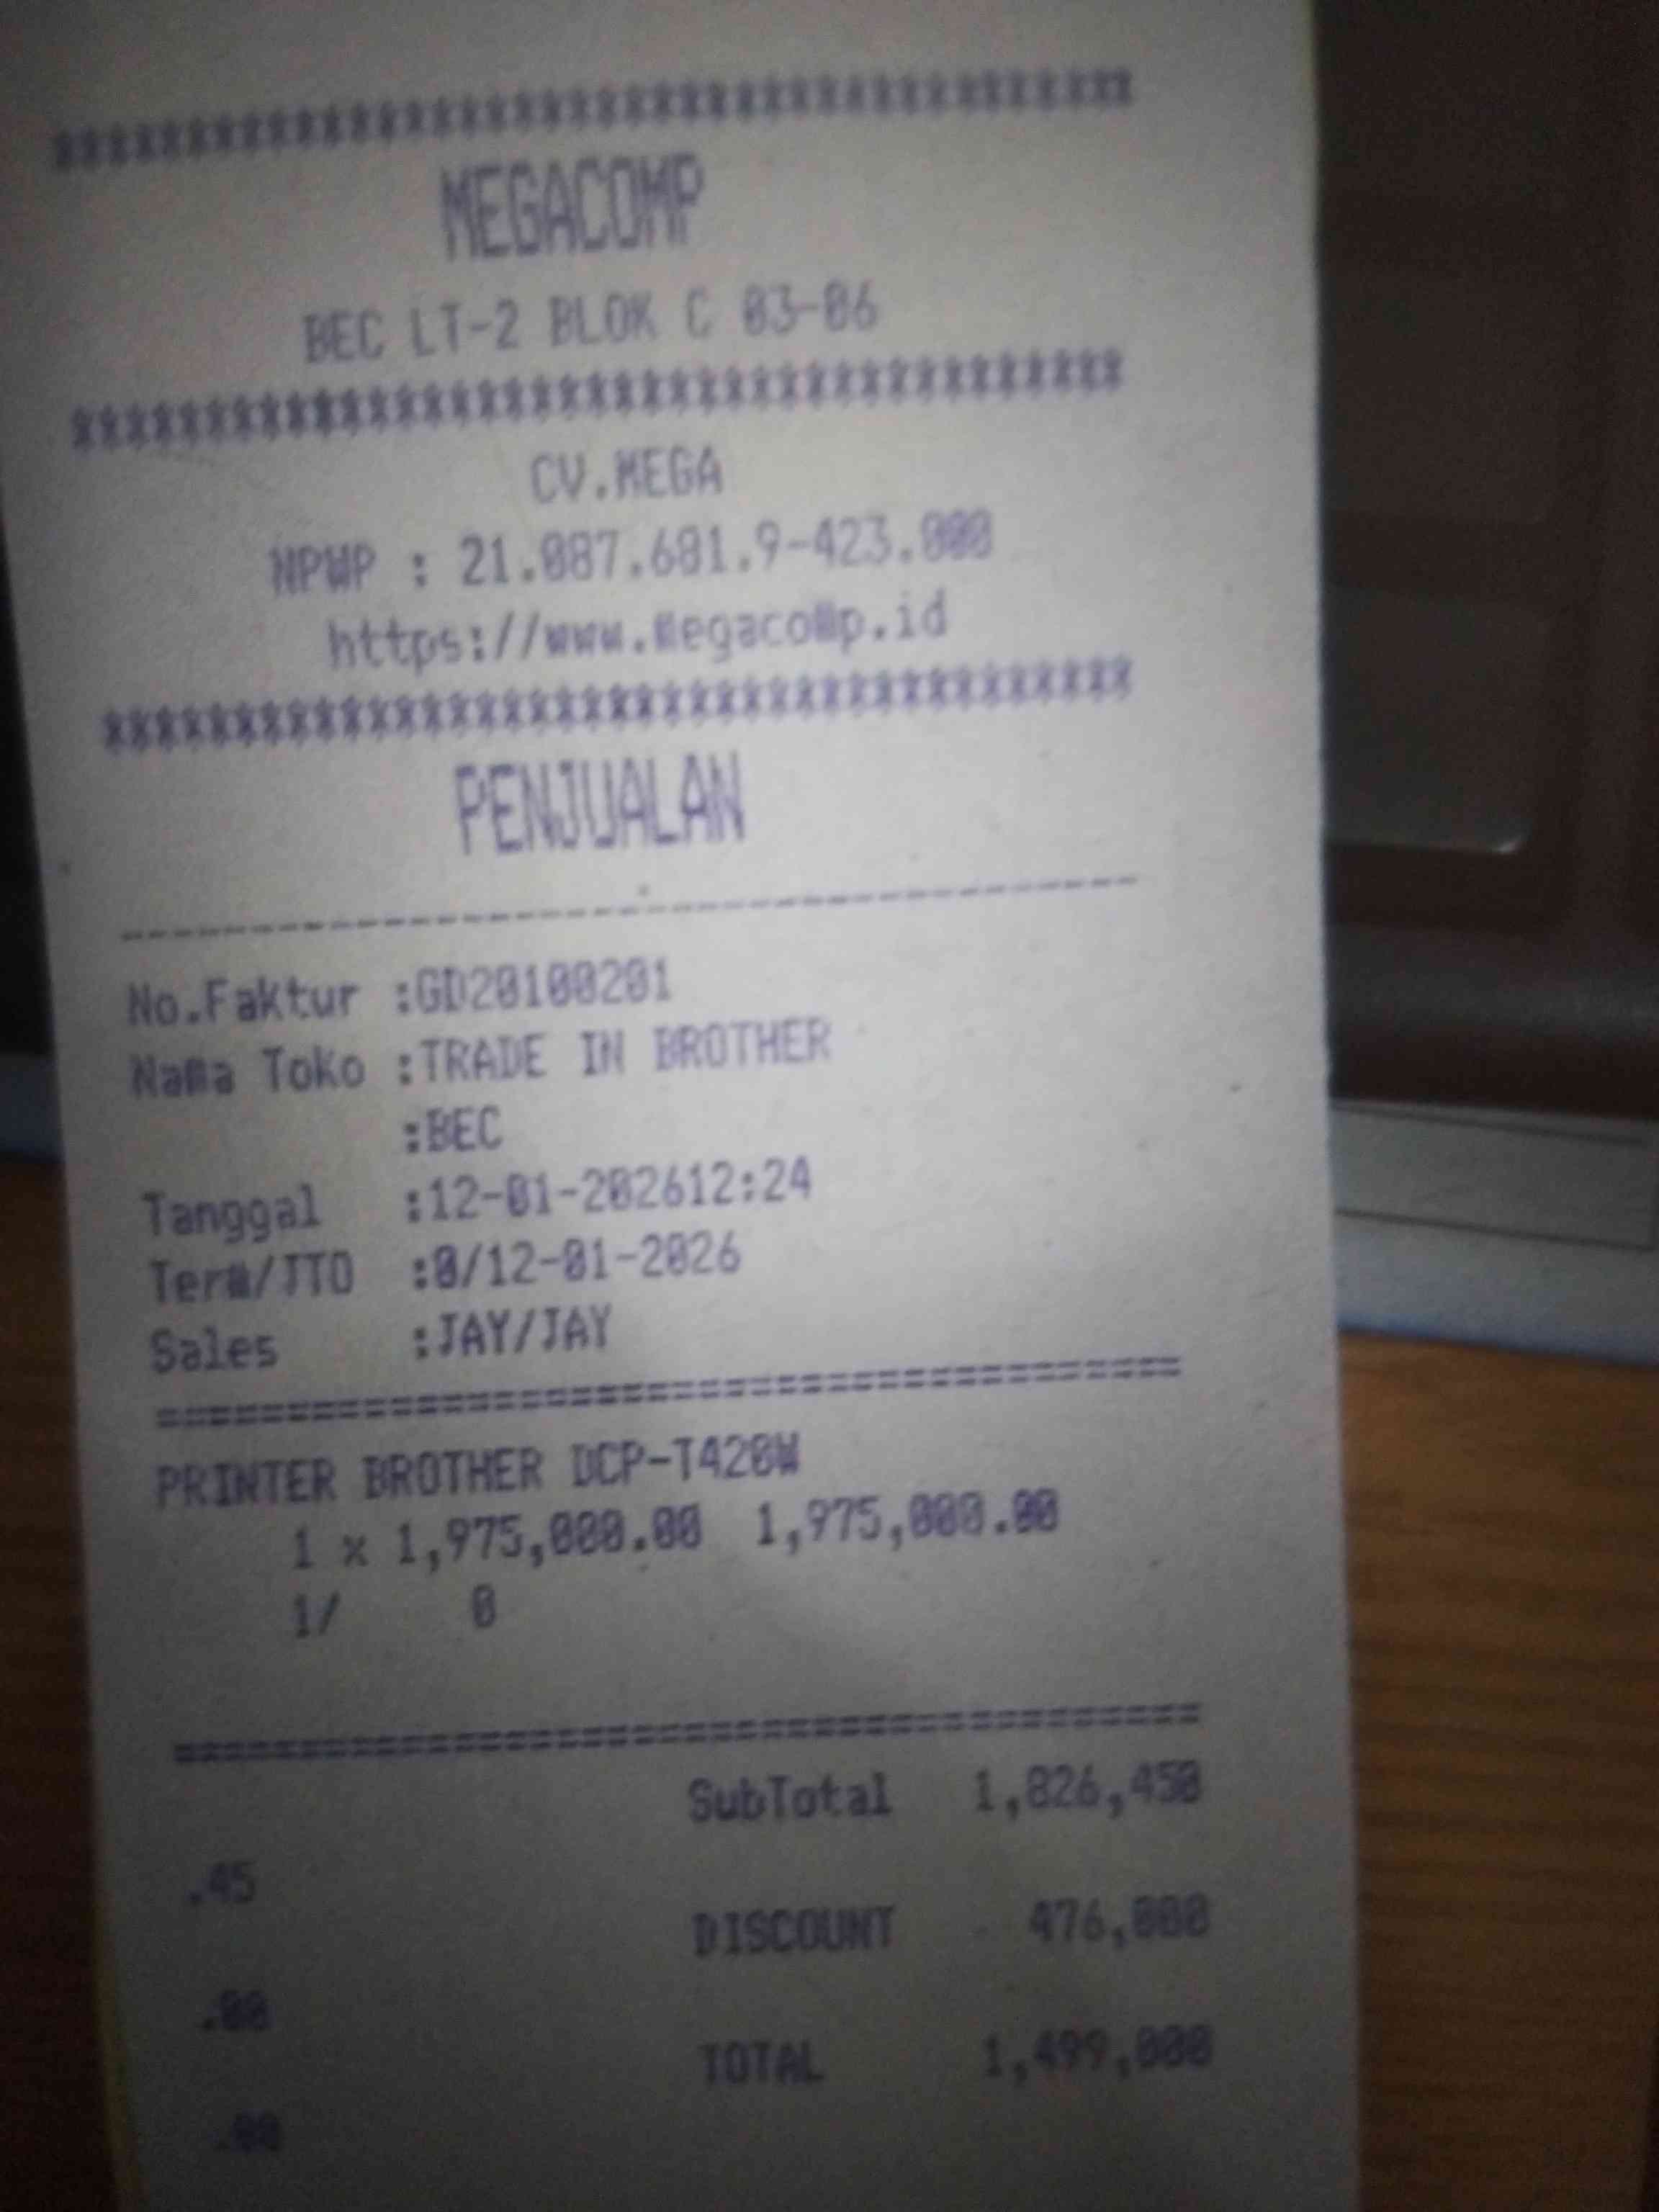 ****************************************
MEGACOMP
BEC LT-2 BLOK C 03-06
****************************************
CV.MEGA
NPWP : 21.087.681.9-423.000
https://www.megacomp.id
****************************************
PENJUALAN
----------------------------------------
No.Faktur :GD20100201
Nama Toko :TRADE IN BROTHER
:BEC
Tanggal :12-01-202612:24
Term/JTO :0/12-01-2026
Sales :JAY/JAY
========================================
PRINTER BROTHER DCP-T420W
1 x 1,975,000.00 1,975,000.00
1/ 0
========================================
SubTotal 1,826,450
.45
DISCOUNT 476,000
.00
TOTAL 1,499,000
.00